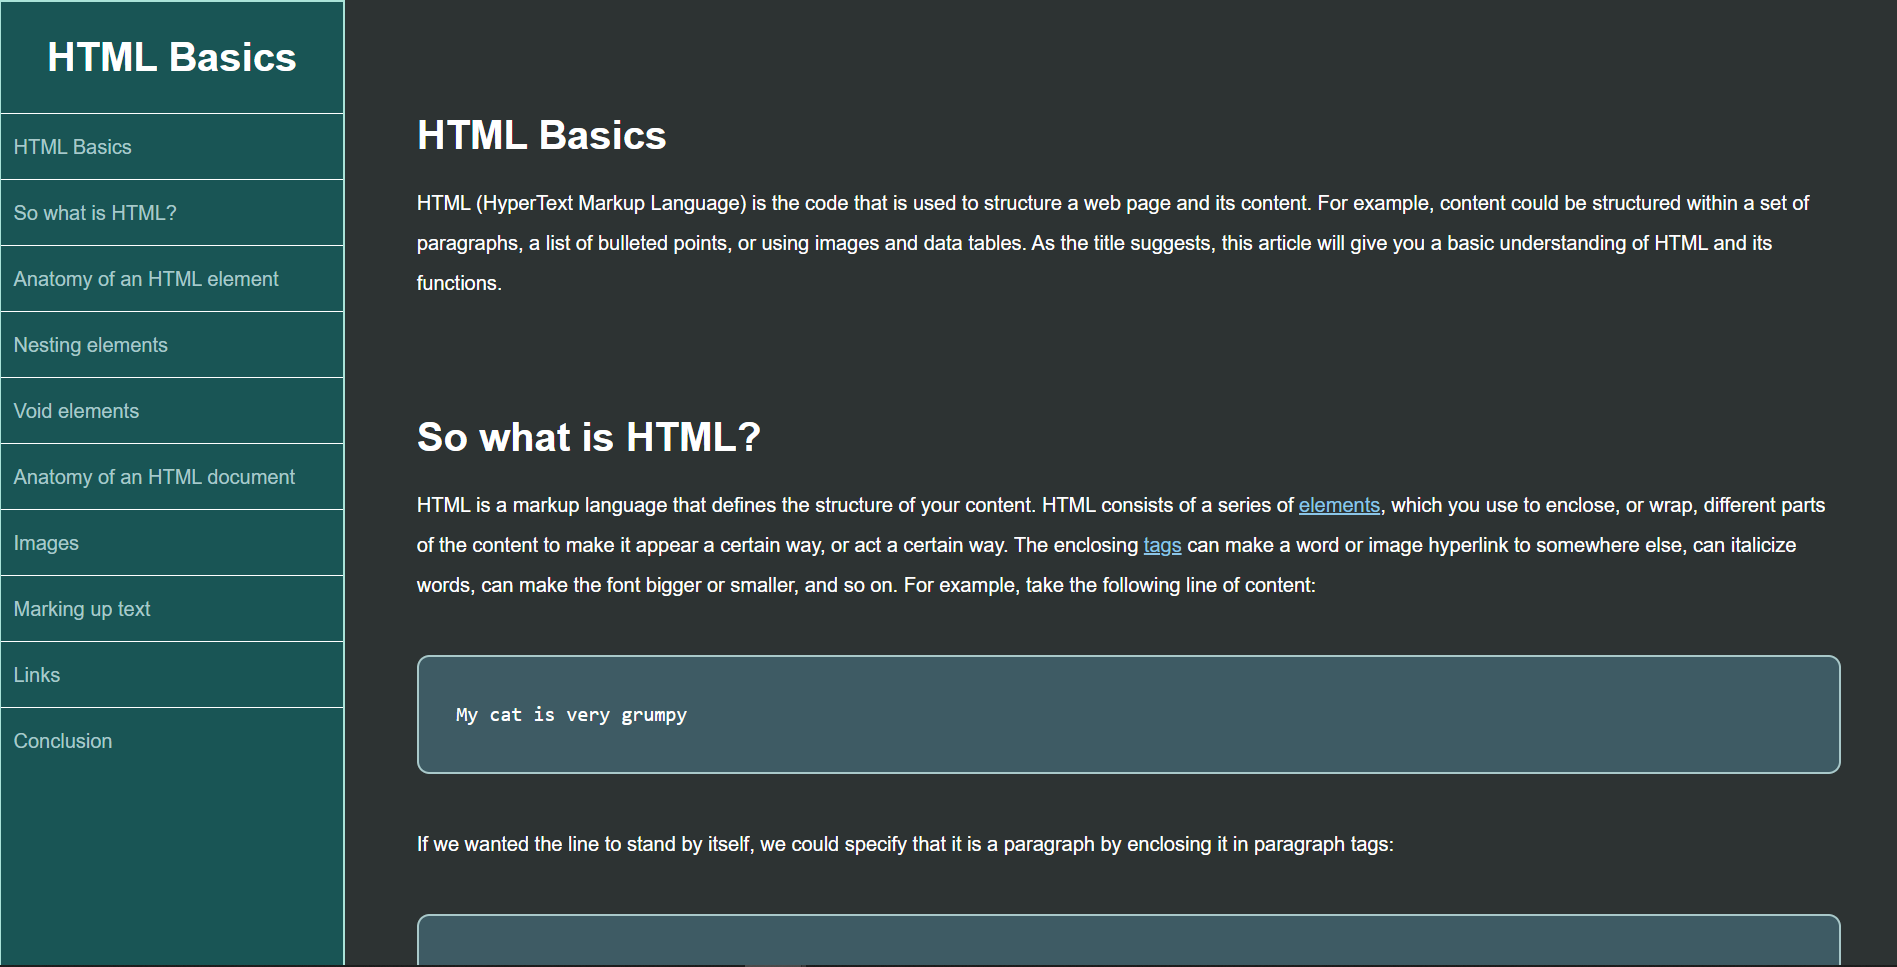 HTML Basics
HTML Basics
So what is HTML?
Anatomy of an HTML element
Nesting elements
Void elements
Anatomy of an HTML document
Images
Marking up text
Links
Conclusion
HTML Basics
HTML (HyperText Markup Language) is the code that is used to structure a web page and its content. For example, content could be structured within a set of
paragraphs, a list of bulleted points, or using images and data tables. As the title suggests, this article will give you a basic understanding of HTML and its
functions.
So what is HTML?
HTML is a markup language that defines the structure of your content. HTML consists of a series of elements, which you use to enclose, or wrap, different parts
of the content to make it appear a certain way, or act a certain way. The enclosing tags can make a word or image hyperlink to somewhere else, can italicize
words, can make the font bigger or smaller, and so on. For example, take the following line of content:
My cat is very grumpy
If we wanted the line to stand by itself, we could specify that it is a paragraph by enclosing it in paragraph tags: